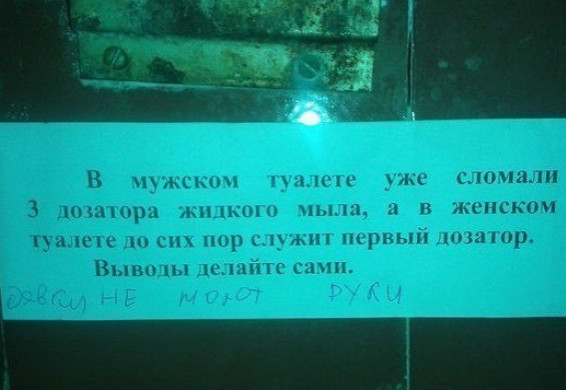 В мужском туалете уже сломали
3 дозатора жидкого мыла, а в женском
туалете до сих пор служит первый дозатор.
Выводы делайте сами.
ДЕВКИ НЕ МОЮТ РУКИ